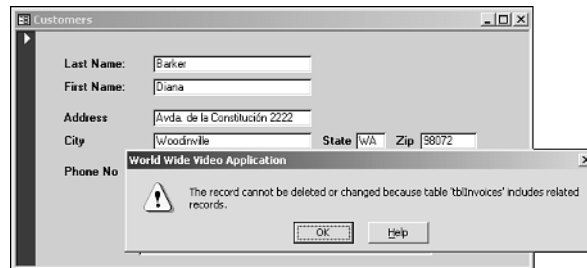 Customers
Last Name: Barker
First Name: Diana
Address Avda. de la Constitución 2222
City Woodinville State WA Zip 98072
Phone No
World Wide Video Application
The record cannot be deleted or changed because table 'tblInvoices' includes related
records.
OK Help